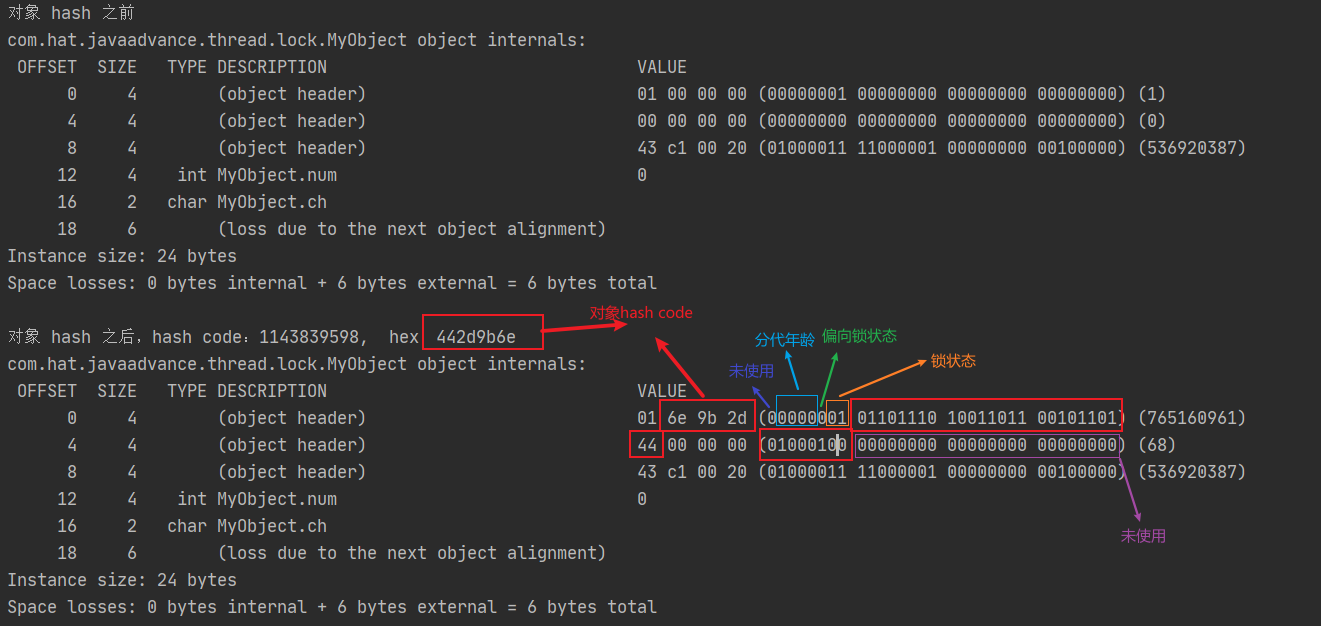 对象 hash 之前
com.hat.javaadvance.thread.lock.MyObject object internals:
OFFSET SIZE TYPE DESCRIPTION VALUE
0 4 (object header) 01 00 00 00 (00000001 00000000 00000000 00000000) (1)
4 4 (object header) 00 00 00 00 (00000000 00000000 00000000 00000000) (0)
8 4 (object header) 43 c1 00 20 (01000011 11000001 00000000 00100000) (536920387)
12 4 int MyObject.num 0
16 2 char MyObject.ch
18 6 (loss due to the next object alignment)
Instance size: 24 bytes
Space losses: 0 bytes internal + 6 bytes external = 6 bytes total
对象hash code
对象 hash 之后，hash code：1143839598, hex 442d9b6e
分代年龄 偏向锁状态
com.hat.javaadvance.thread.lock.MyObject object internals:
未使用 锁状态
OFFSET SIZE TYPE DESCRIPTION VALUE
0 4 (object header) 01 6e 9b 2d (00000001 01101110 10011011 00101101) (765160961)
4 4 (object header) 44 00 00 00 (01000100 00000000 00000000 00000000) (68)
8 4 (object header) 43 c1 00 20 (01000011 11000001 00000000 00100000) (536920387)
12 4 int MyObject.num 0
16 2 char MyObject.ch
未使用
18 6 (loss due to the next object alignment)
Instance size: 24 bytes
Space losses: 0 bytes internal + 6 bytes external = 6 bytes total